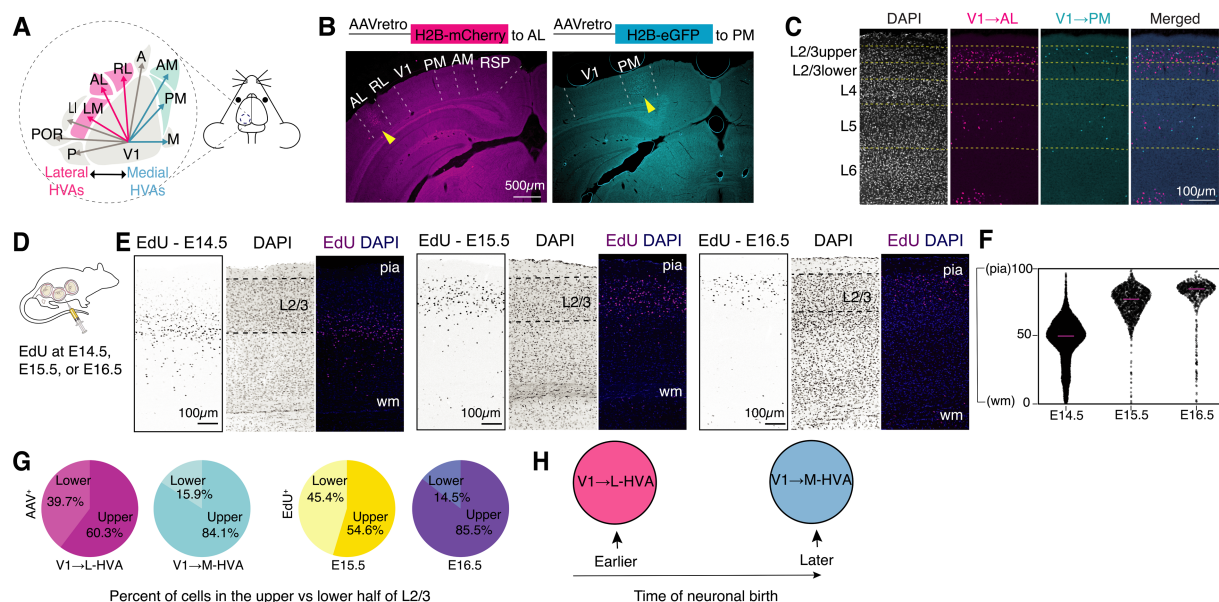 A
A
AM
RL
AL
PM
LI
LM
POR
M
P
V1
Lateral HVAs
Medial HVAs
B
AAVretro H2B-mCherry to AL
AAVretro H2B-eGFP to PM
AL
RL
V1
PM
AM
RSP
500µm
V1
PM
C
DAPI V1→AL V1→PM Merged
L2/3upper
L2/3lower
L4
L5
L6
100µm
D
EdU at E14.5,
E15.5, or E16.5
E
EdU - E14.5 DAPI EdU DAPI
pia
L2/3
wm
100µm
EdU - E15.5 DAPI EdU DAPI
pia
L2/3
wm
100µm
EdU - E16.5 DAPI EdU DAPI
pia
L2/3
wm
100µm
F
(pia) 100
50
(wm) 0
E14.5 E15.5 E16.5
G
AAV+
Lower
39.7%
Upper
60.3%
V1→L-HVA
Lower
15.9%
Upper
84.1%
V1→M-HVA
EdU+
Lower
45.4%
Upper
54.6%
E15.5
Lower
14.5%
Upper
85.5%
E16.5
Percent of cells in the upper vs lower half of L2/3
H
V1→L-HVA
V1→M-HVA
Earlier
Later
Time of neuronal birth